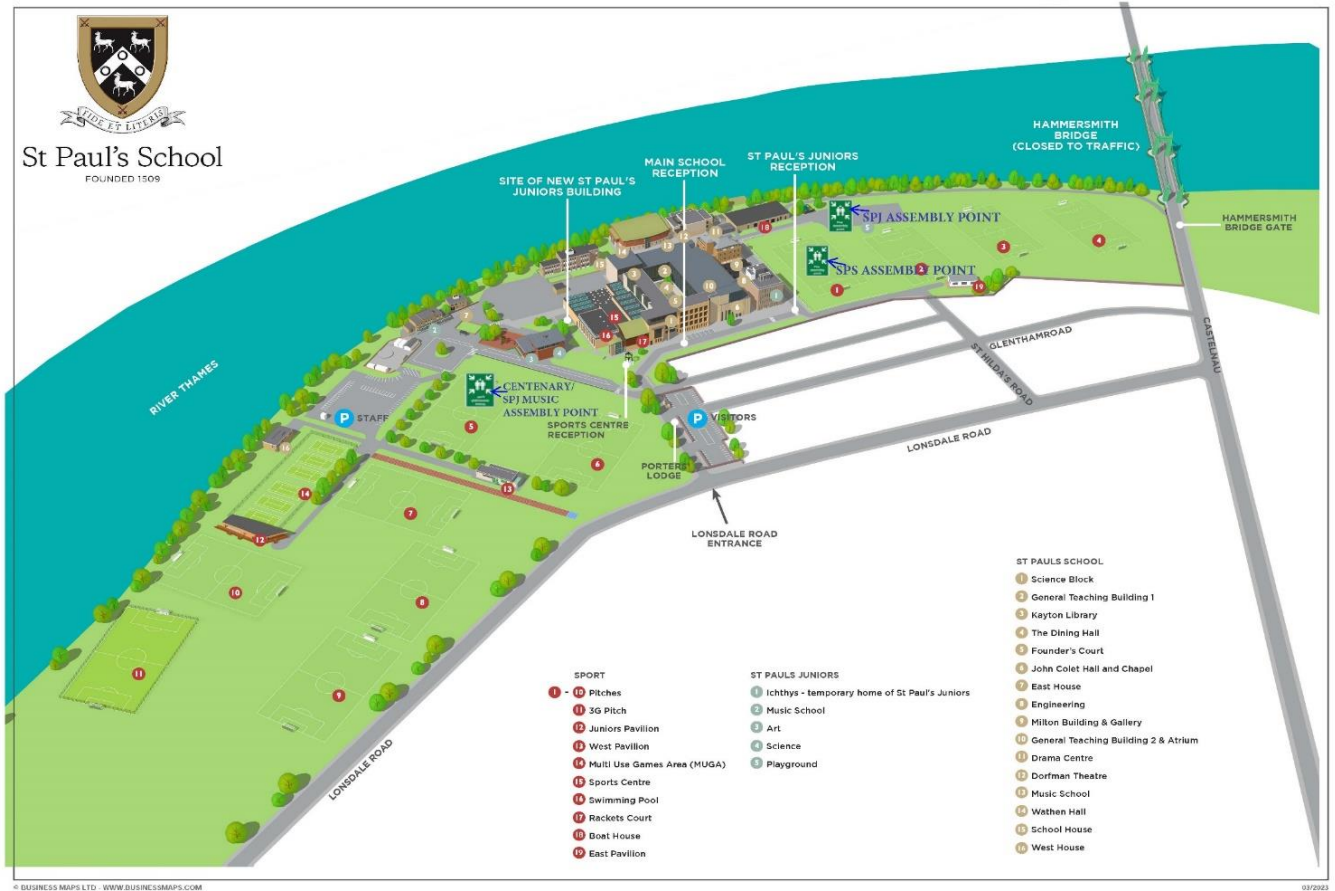 FIDE ET LITERIS
St Paul's School
FOUNDED 1509
HAMMERSMITH
BRIDGE
(CLOSED TO TRAFFIC)
ST PAUL'S JUNIORS
RECEPTION
MAIN SCHOOL
RECEPTION
SITE OF NEW ST PAUL'S
JUNIORS BUILDING
SPJ ASSEMBLY POINT
HAMMERSMITH
BRIDGE GATE
SPS ASSEMBLY POINT
RIVER THAMES
GLENTHAMROAD
ST HILDA'S ROAD
CASTELNAU
CENTENARY/
SPJ MUSIC
ASSEMBLY POINT
P STAFF
SPORTS CENTRE
RECEPTION
P VISITORS
PORTERS'
LODGE
LONSDALE ROAD
LONSDALE ROAD
ENTRANCE
LONSDALE ROAD
SPORT
1 - 10 Pitches
11 3G Pitch
12 Juniors Pavilion
13 West Pavilion
14 Multi Use Games Area (MUGA)
15 Sports Centre
16 Swimming Pool
17 Rackets Court
18 Boat House
19 East Pavilion
ST PAULS JUNIORS
1 Ichthys - temporary home of St Paul's Juniors
2 Music School
3 Art
4 Science
5 Playground
ST PAULS SCHOOL
1 Science Block
2 General Teaching Building 1
3 Kayton Library
4 The Dining Hall
5 Founder's Court
6 John Colet Hall and Chapel
7 East House
8 Engineering
9 Milton Building & Gallery
10 General Teaching Building 2 & Atrium
11 Drama Centre
12 Dorfman Theatre
13 Music School
14 Wathen Hall
15 School House
16 West House
© BUSINESS MAPS LTD - WWW.BUSINESSMAPS.COM
03/2023